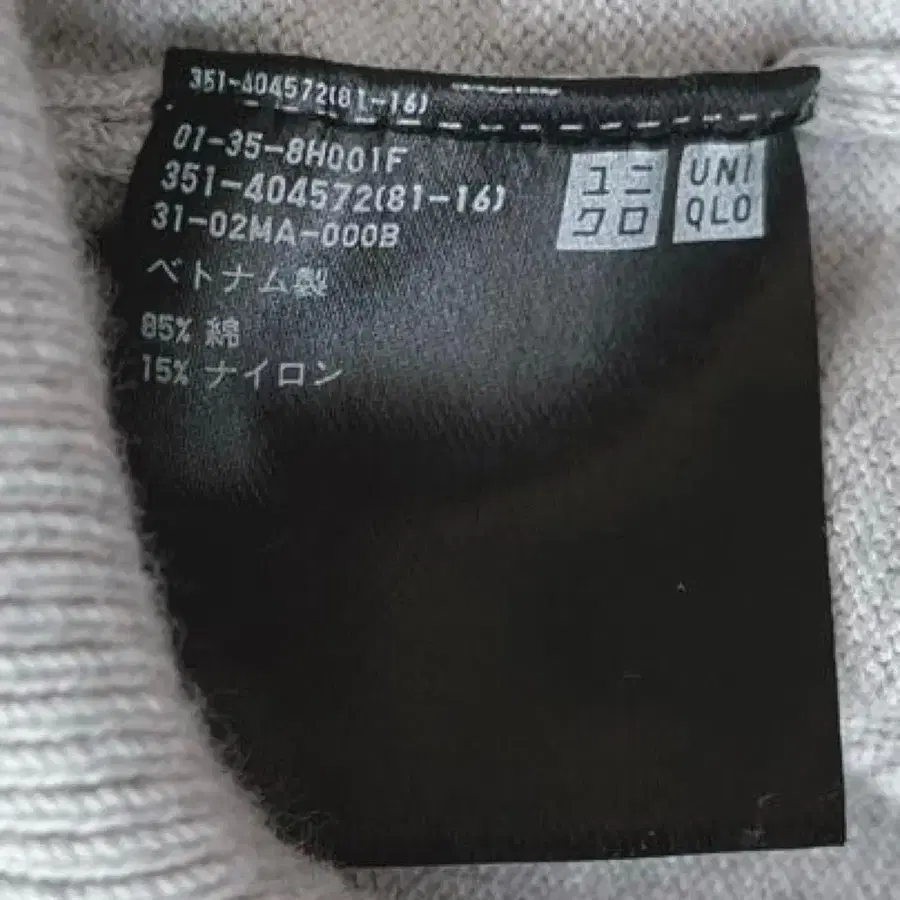 351-404572(81-16)
01-35-8H001F
351-404572(81-16)
31-02MA-000B
ベトナム製
85% 綿
15% ナイロン
ユニ
クロ
UNI
QLO